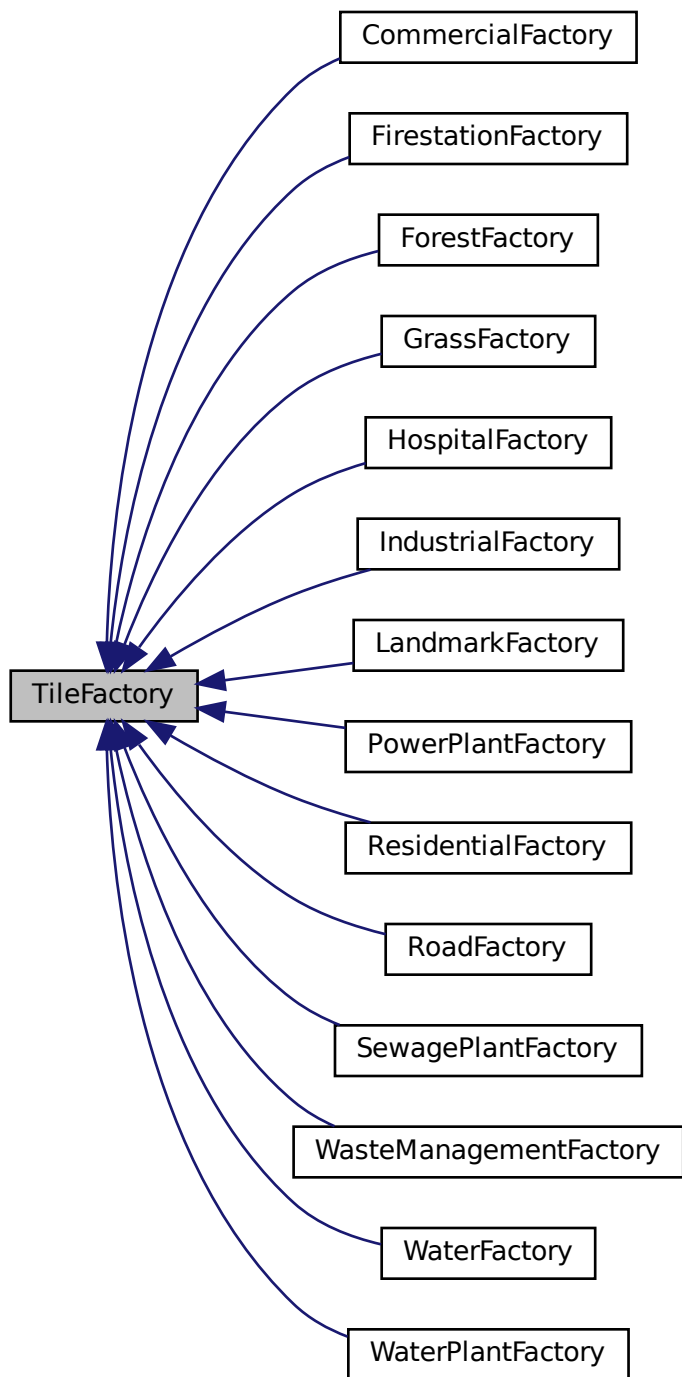 CommercialFactory
FirestationFactory
ForestFactory
GrassFactory
HospitalFactory
IndustrialFactory
LandmarkFactory
TileFactory
PowerPlantFactory
ResidentialFactory
RoadFactory
SewagePlantFactory
WasteManagementFactory
WaterFactory
WaterPlantFactory